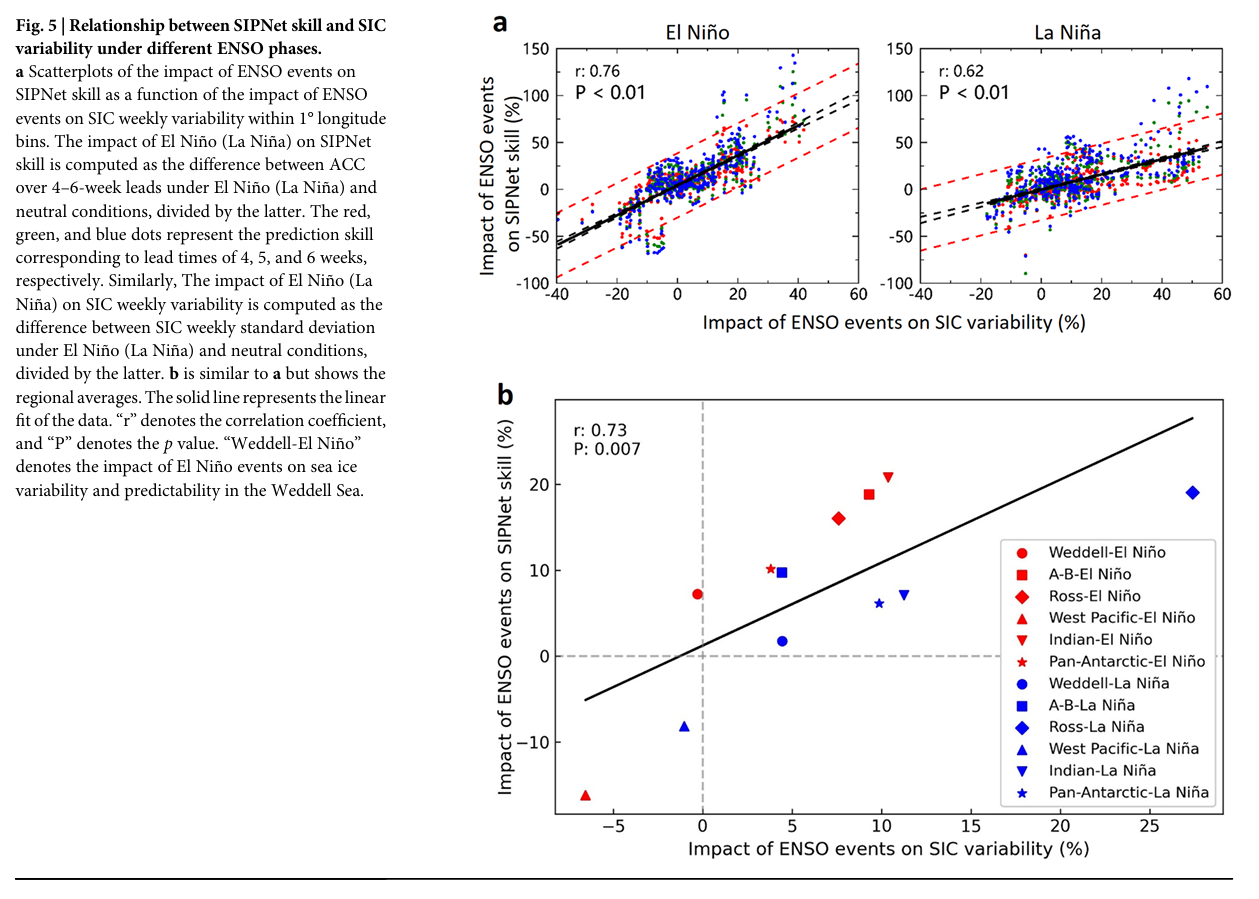 Fig. 5 | Relationship between SIPNet skill and SIC
variability under different ENSO phases.
a Scatterplots of the impact of ENSO events on
SIPNet skill as a function of the impact of ENSO
events on SIC weekly variability within 1° longitude
bins. The impact of El Niño (La Niña) on SIPNet
skill is computed as the difference between ACC
over 4–6-week leads under El Niño (La Niña) and
neutral conditions, divided by the latter. The red,
green, and blue dots represent the prediction skill
corresponding to lead times of 4, 5, and 6 weeks,
respectively. Similarly, The impact of El Niño (La
Niña) on SIC weekly variability is computed as the
difference between SIC weekly standard deviation
under El Niño (La Niña) and neutral conditions,
divided by the latter. b is similar to a but shows the
regional averages. The solid line represents the linear
fit of the data. “r” denotes the correlation coefficient,
and “P” denotes the p value. “Weddell-El Niño”
denotes the impact of El Niño events on sea ice
variability and predictability in the Weddell Sea.
a
El Niño
La Niña
Impact of ENSO events
on SIPNet skill (%)
150
100
50
0
-50
-100
r: 0.76
P < 0.01
-40 -20 0 20 40 60
150
100
50
0
-50
-100
r: 0.62
P < 0.01
-40 -20 0 20 40 60
Impact of ENSO events on SIC variability (%)
b
Impact of ENSO events on SIPNet skill (%)
r: 0.73
P: 0.007
20
10
0
−10
Weddell-El Niño
A-B-El Niño
Ross-El Niño
West Pacific-El Niño
Indian-El Niño
Pan-Antarctic-El Niño
Weddell-La Niña
A-B-La Niña
Ross-La Niña
West Pacific-La Niña
Indian-La Niña
Pan-Antarctic-La Niña
−5 0 5 10 15 20 25
Impact of ENSO events on SIC variability (%)